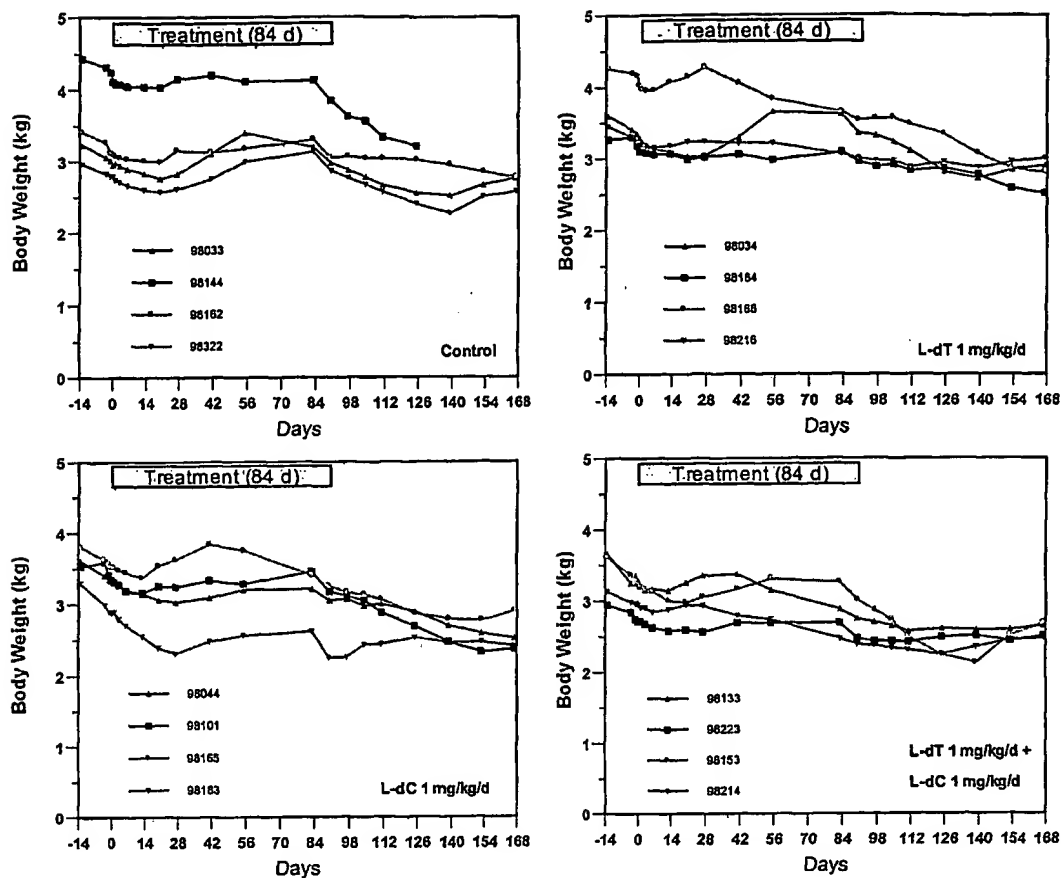 Treatment (84 d)
Body Weight (kg)
5
4
3
2
1
0
98033
98144
98162
98322
Control
-14 0 14 28 42 56 70 84 98 112 126 140 154 168
Days
Treatment (84 d)
Body Weight (kg)
5
4
3
2
1
0
98034
98184
98168
98216
L-dT 1 mg/kg/d
-14 0 14 28 42 56 70 84 98 112 126 140 154 168
Days
Treatment (84 d)
Body Weight (kg)
5
4
3
2
1
0
98044
98101
98165
98183
L-dC 1 mg/kg/d
-14 0 14 28 42 56 70 84 98 112 126 140 154 168
Days
Treatment (84 d)
Body Weight (kg)
5
4
3
2
1
0
98133
98223
98153
98214
L-dT 1 mg/kg/d +
L-dC 1 mg/kg/d
-14 0 14 28 42 56 70 84 98 112 126 140 154 168
Days